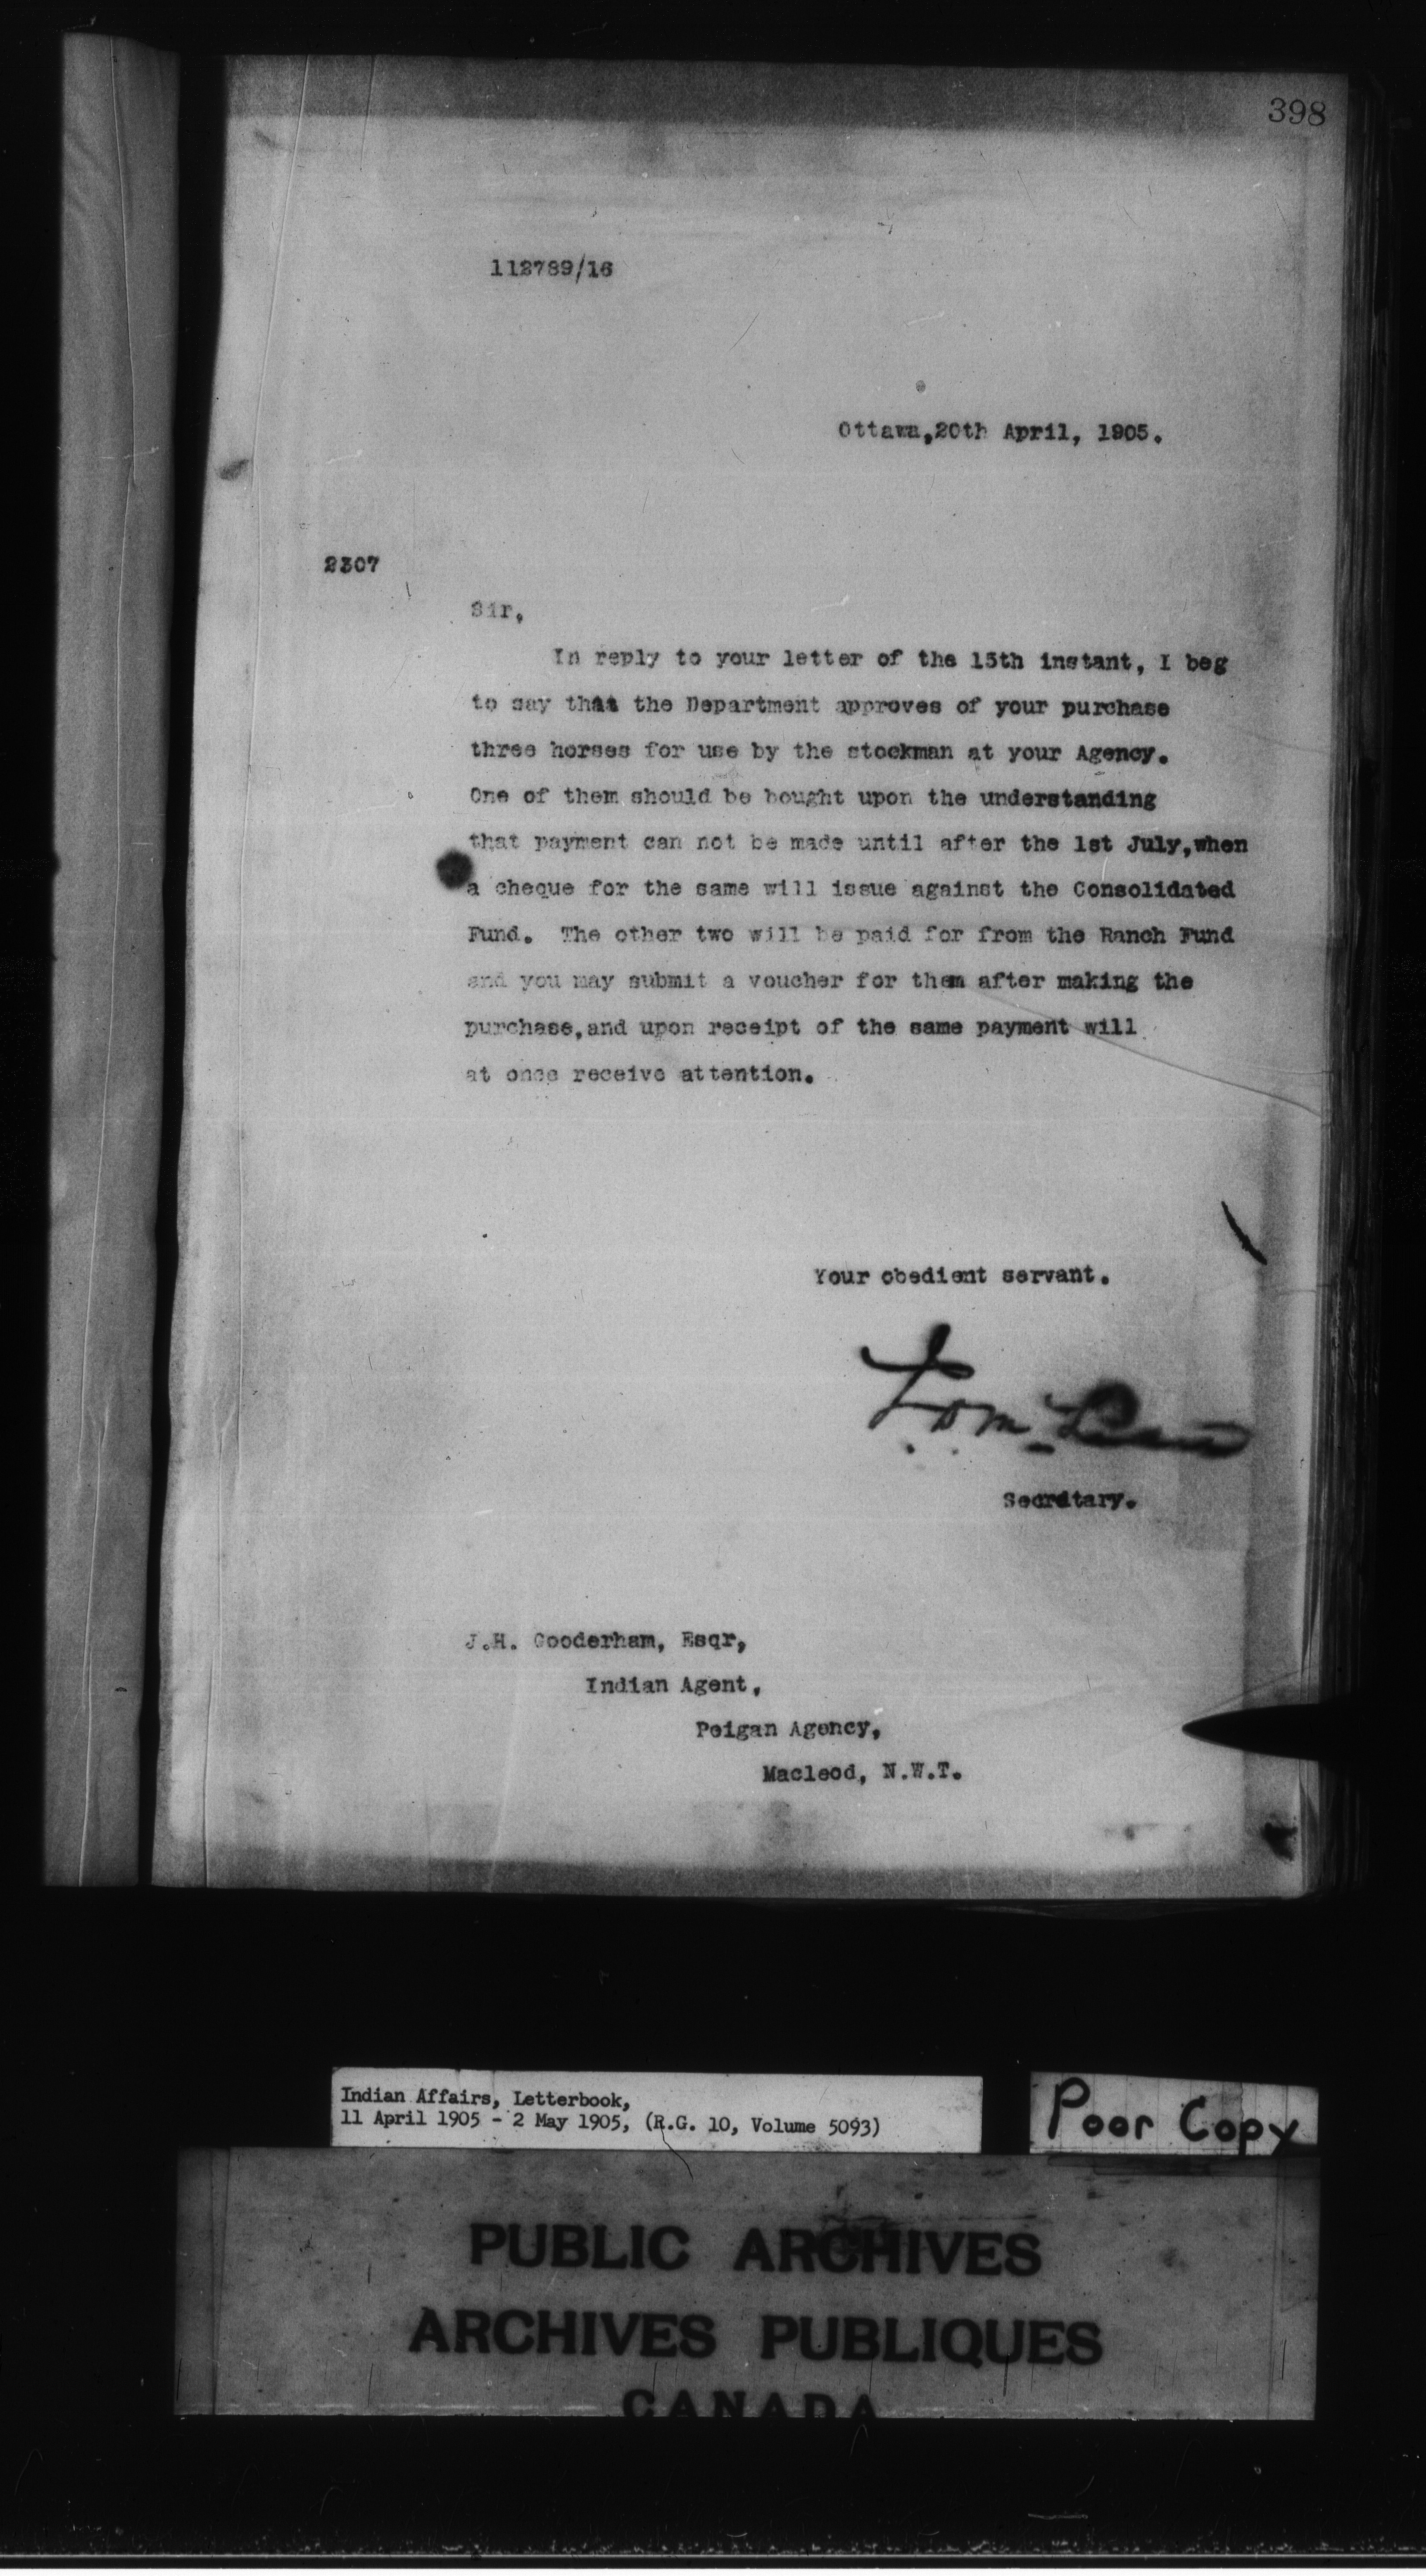 398
112789/16
Ottawa,20th April, 1905.
2307
Sir,
In reply to your letter of the 15th instant, I beg
to say that the Department approves of your purchase
three horses for use by the stockman at your Agency.
One of them should be bought upon the understanding
that payment can not be made until after the 1st July,when
a cheque for the same will issue against the Consolidated
Fund. The other two will be paid for from the Ranch Fund
and you may submit a voucher for them after making the
purchase,and upon receipt of the same payment will
at once receive attention.
Your obedient servant.
Secretary.
J.H. Gooderham, Esqr,
Indian Agent,
Peigan Agency,
Macleod, N.W.T.
Indian Affairs, Letterbook,
11 April 1905 - 2 May 1905, (R.G. 10, Volume 5093)
Poor Copy
PUBLIC ARCHIVES
ARCHIVES PUBLIQUES
CANADA